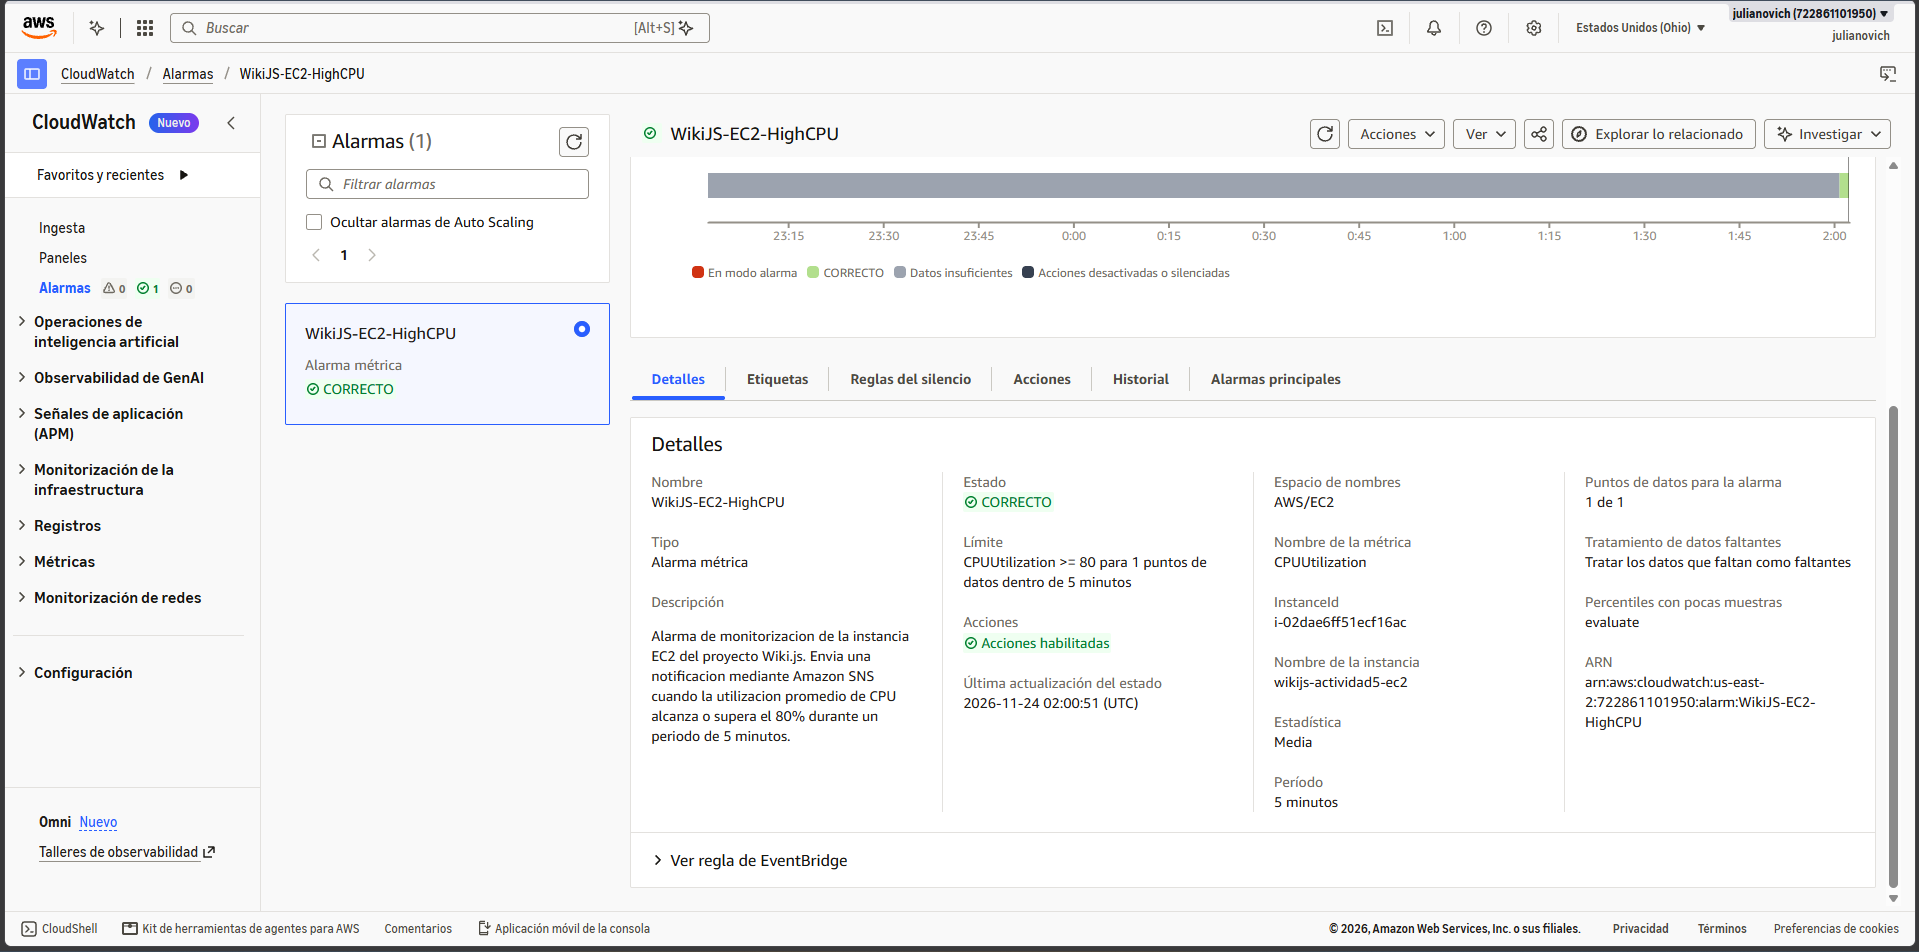 aws
Buscar
[Alt+S]
Estados Unidos (Ohio)
julianovich (722861101950)
julianovich
CloudWatch / Alarmas / WikiJS-EC2-HighCPU
CloudWatch Nuevo
Favoritos y recientes
Ingesta
Paneles
Alarmas 0 1 0
Operaciones de
inteligencia artificial
Observabilidad de GenAI
Señales de aplicación
(APM)
Monitorización de la
infraestructura
Registros
Métricas
Monitorización de redes
Configuración
Omni Nuevo
Talleres de observabilidad
Alarmas (1)
Filtrar alarmas
Ocultar alarmas de Auto Scaling
1
WikiJS-EC2-HighCPU
Alarma métrica
CORRECTO
WikiJS-EC2-HighCPU
Acciones
Ver
Explorar lo relacionado
Investigar
23:15 23:30 23:45 0:00 0:15 0:30 0:45 1:00 1:15 1:30 1:45 2:00
En modo alarma CORRECTO Datos insuficientes Acciones desactivadas o silenciadas
Detalles Etiquetas Reglas del silencio Acciones Historial Alarmas principales
Detalles
Nombre
WikiJS-EC2-HighCPU
Tipo
Alarma métrica
Descripción
Alarma de monitorizacion de la instancia
EC2 del proyecto Wiki.js. Envia una
notificacion mediante Amazon SNS
cuando la utilizacion promedio de CPU
alcanza o supera el 80% durante un
periodo de 5 minutos.
Estado
CORRECTO
Límite
CPUUtilization >= 80 para 1 puntos de
datos dentro de 5 minutos
Acciones
Acciones habilitadas
Última actualización del estado
2026-11-24 02:00:51 (UTC)
Espacio de nombres
AWS/EC2
Nombre de la métrica
CPUUtilization
InstanceId
i-02dae6ff51ecf16ac
Nombre de la instancia
wikijs-actividad5-ec2
Estadística
Media
Período
5 minutos
Puntos de datos para la alarma
1 de 1
Tratamiento de datos faltantes
Tratar los datos que faltan como faltantes
Percentiles con pocas muestras
evaluate
ARN
arn:aws:cloudwatch:us-east-
2:722861101950:alarm:WikiJS-EC2-
HighCPU
Ver regla de EventBridge
CloudShell
Kit de herramientas de agentes para AWS
Comentarios
Aplicación móvil de la consola
© 2026, Amazon Web Services, Inc. o sus filiales.
Privacidad
Términos
Preferencias de cookies